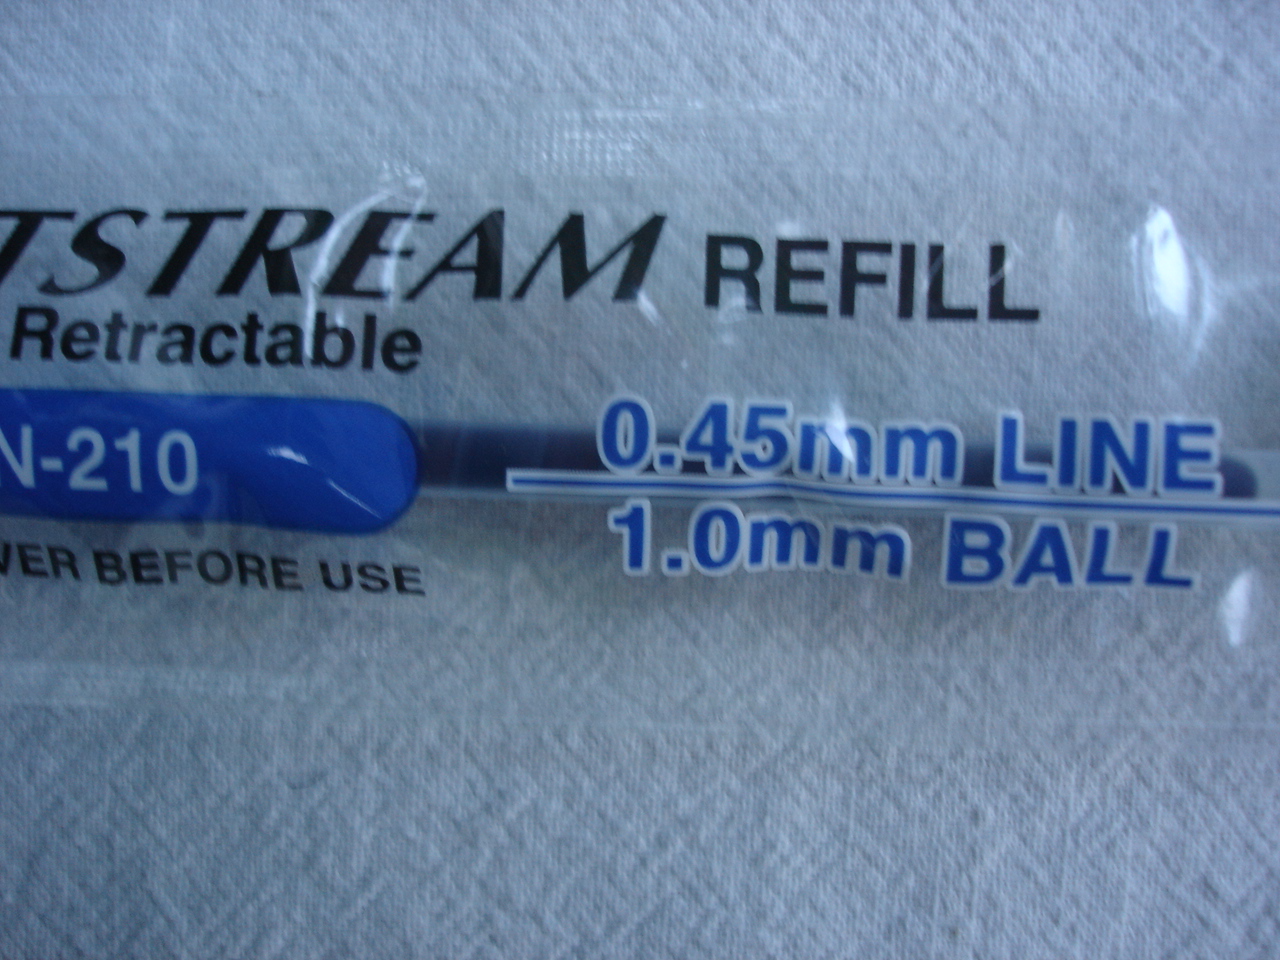 TSTREAM REFILL
Retractable
N-210
0.45mm LINE
1.0mm BALL
VER BEFORE USE